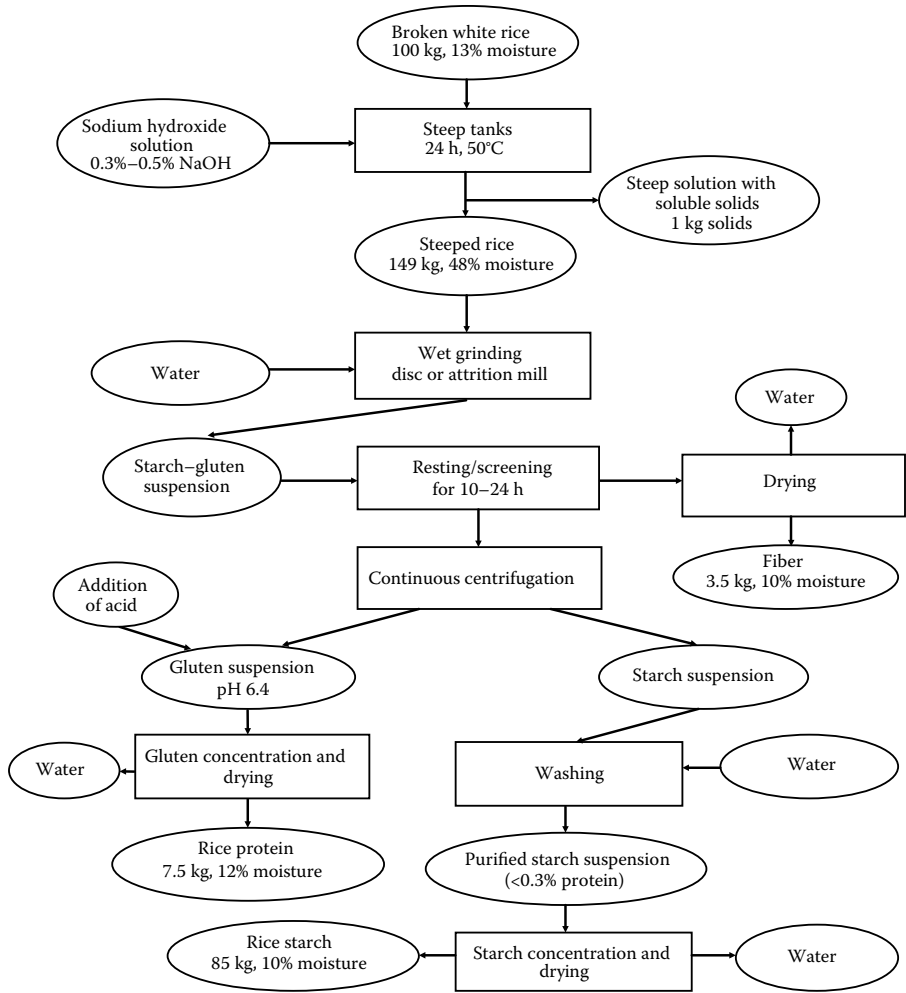 Broken white rice
100 kg, 13% moisture
Sodium hydroxide
solution
0.3%–0.5% NaOH
Steep tanks
24 h, 50°C
Steep solution with
soluble solids
1 kg solids
Steeped rice
149 kg, 48% moisture
Water
Wet grinding
disc or attrition mill
Water
Starch–gluten
suspension
Resting/screening
for 10–24 h
Drying
Fiber
3.5 kg, 10% moisture
Continuous centrifugation
Addition
of acid
Gluten suspension
pH 6.4
Starch suspension
Water
Gluten concentration and
drying
Washing
Water
Rice protein
7.5 kg, 12% moisture
Purified starch suspension
(<0.3% protein)
Rice starch
85 kg, 10% moisture
Starch concentration and
drying
Water